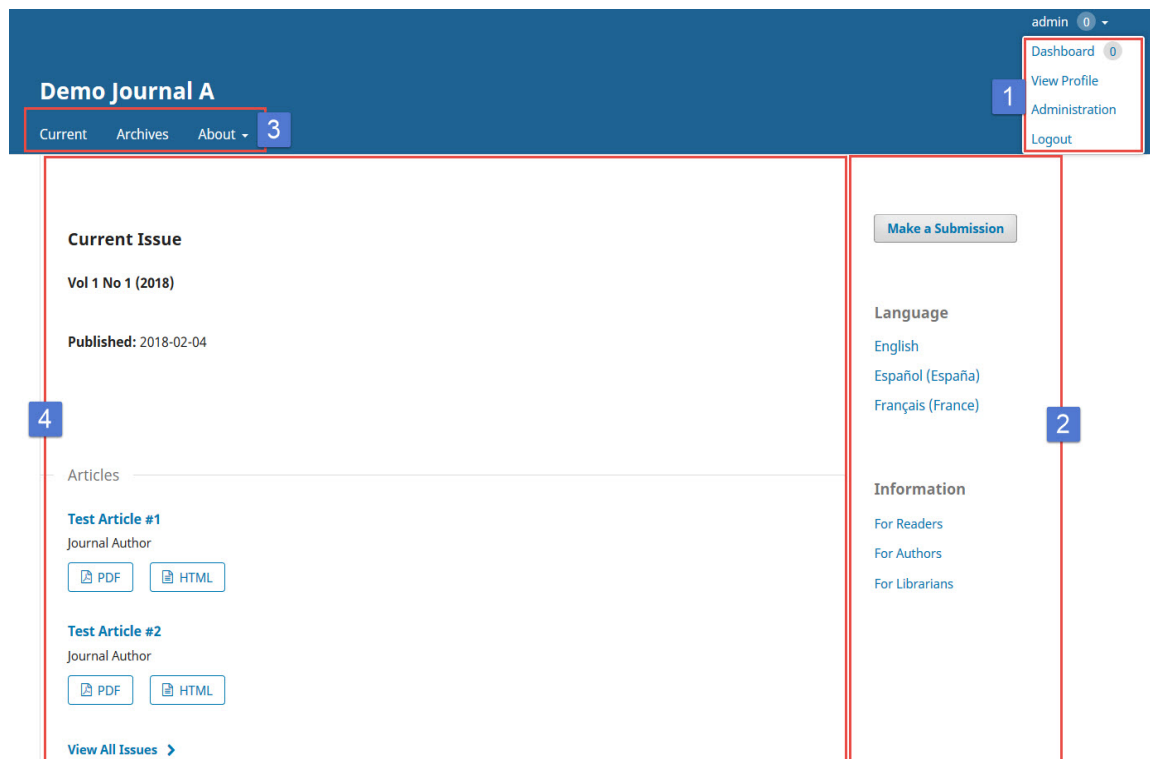 admin 0
Dashboard 0
View Profile
1
Administration
Logout
Demo Journal A
Current Archives About 3
Current Issue
Vol 1 No 1 (2018)
Published: 2018-02-04
4
Articles
Test Article #1
Journal Author
PDF HTML
Test Article #2
Journal Author
PDF HTML
View All Issues
Make a Submission
Language
English
Español (España)
Français (France)
2
Information
For Readers
For Authors
For Librarians